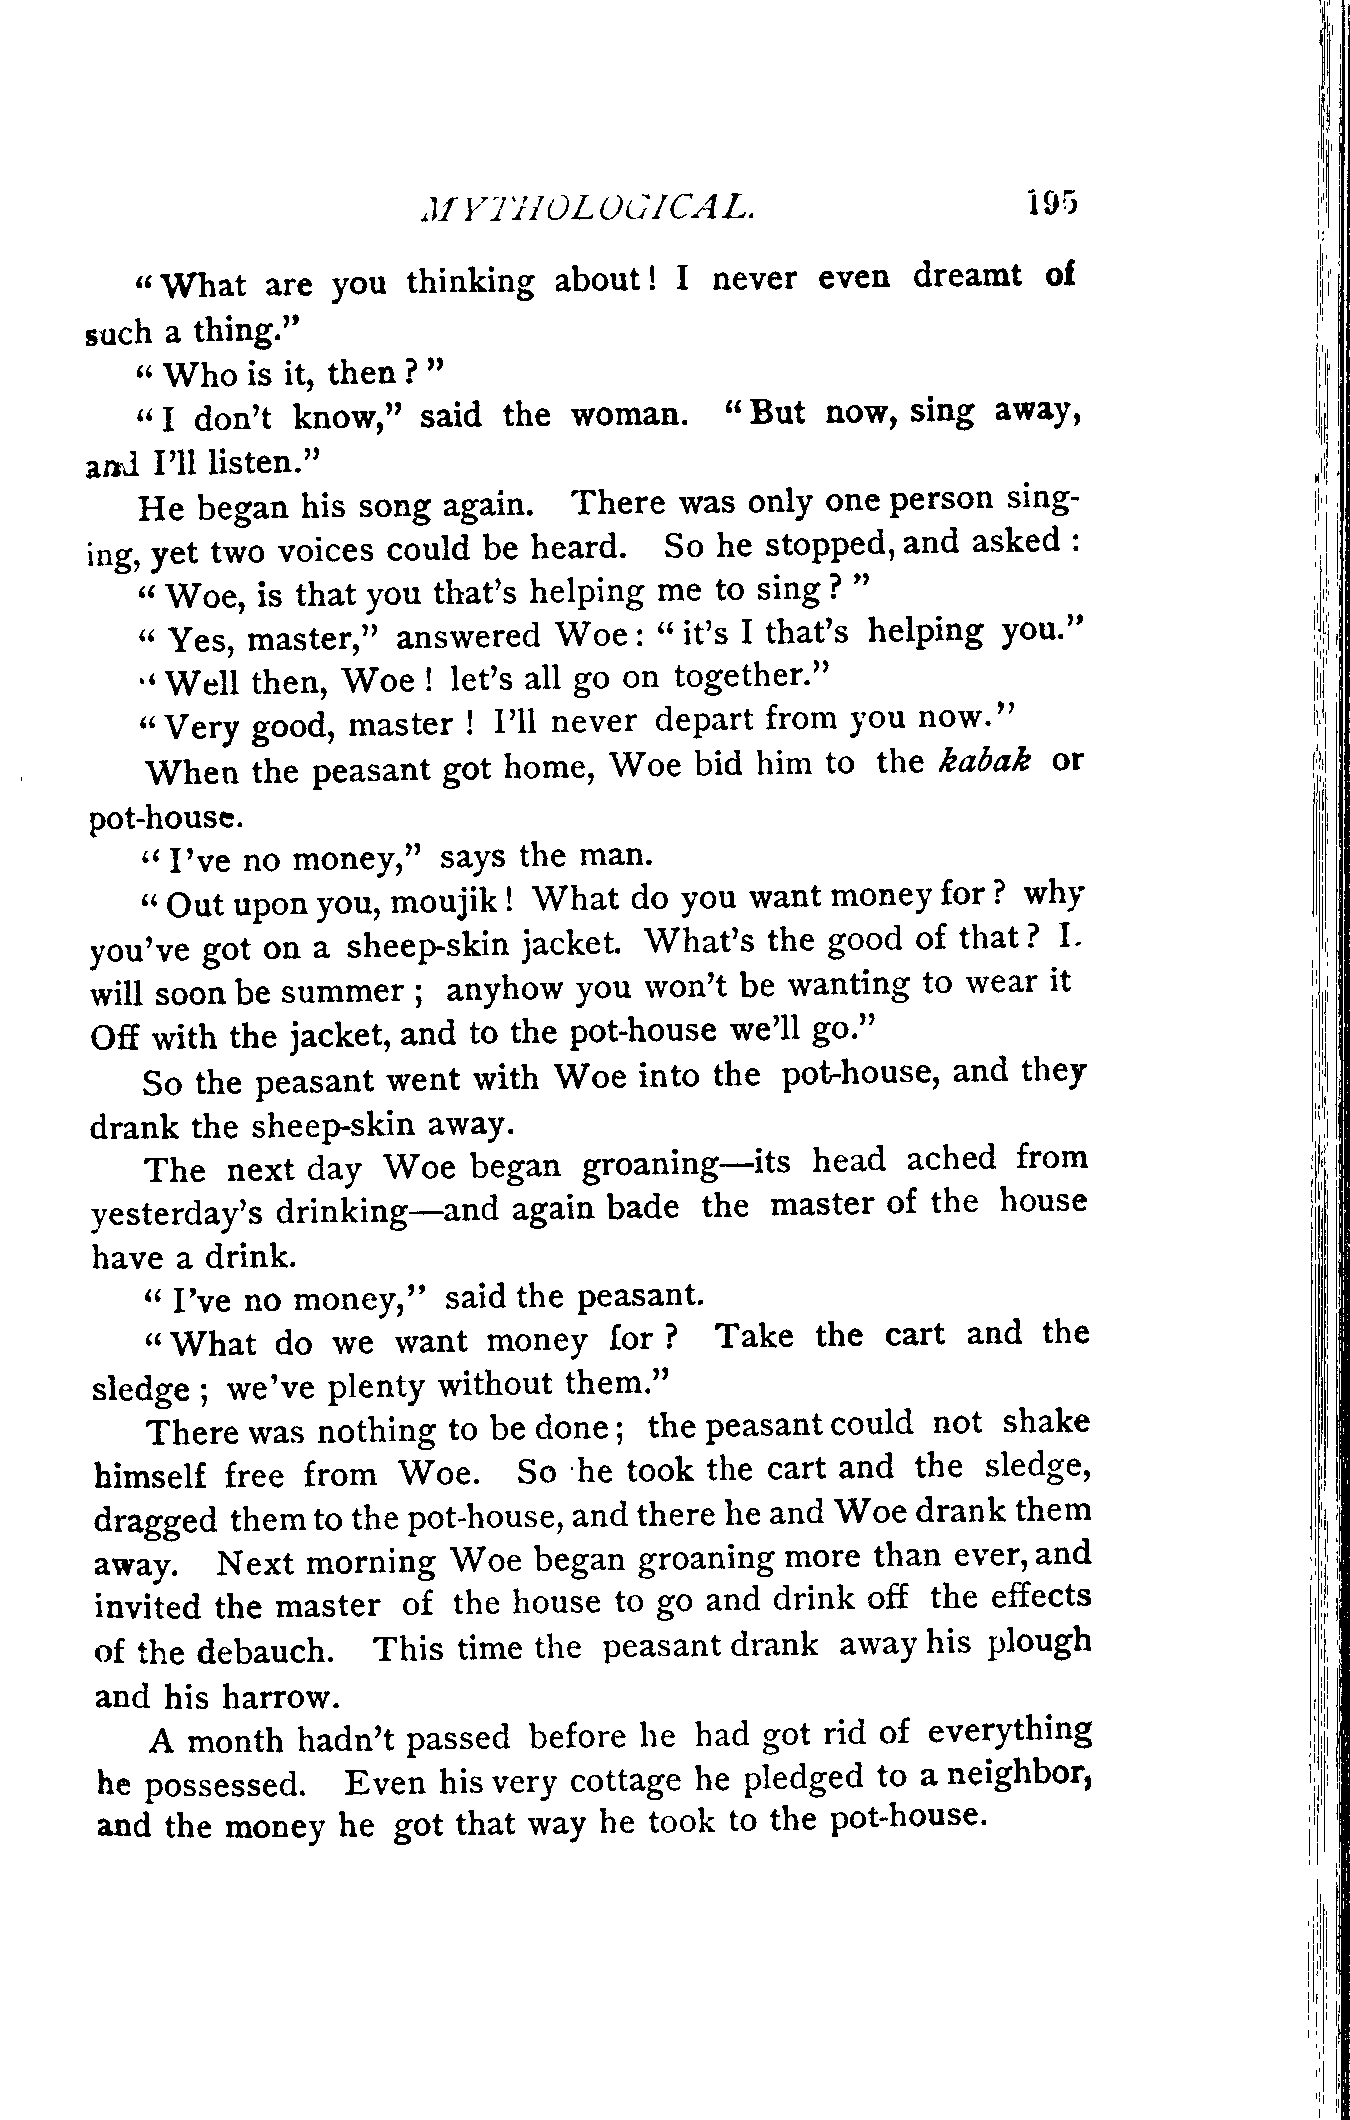 MYTHOLOGICAL. 195
"What are you thinking about! I never even dreamt of
such a thing."
"Who is it, then?"
"I don't know," said the woman. "But now, sing away,
and I'll listen."
He began his song again. There was only one person sing-
ing, yet two voices could be heard. So he stopped, and asked:
"Woe, is that you that's helping me to sing?"
"Yes, master," answered Woe: "it's I that's helping you."
"Well then, Woe! let's all go on together."
"Very good, master! I'll never depart from you now."
When the peasant got home, Woe bid him to the kabak or
pot-house.
"I've no money," says the man.
"Out upon you, moujik! What do you want money for? why
you've got on a sheep-skin jacket. What's the good of that? I.
will soon be summer; anyhow you won't be wanting to wear it
Off with the jacket, and to the pot-house we'll go."
So the peasant went with Woe into the pot-house, and they
drank the sheep-skin away.
The next day Woe began groaning—its head ached from
yesterday's drinking—and again bade the master of the house
have a drink.
"I've no money," said the peasant.
"What do we want money for? Take the cart and the
sledge; we've plenty without them."
There was nothing to be done; the peasant could not shake
himself free from Woe. So he took the cart and the sledge,
dragged them to the pot-house, and there he and Woe drank them
away. Next morning Woe began groaning more than ever, and
invited the master of the house to go and drink off the effects
of the debauch. This time the peasant drank away his plough
and his harrow.
A month hadn't passed before he had got rid of everything
he possessed. Even his very cottage he pledged to a neighbor,
and the money he got that way he took to the pot-house.